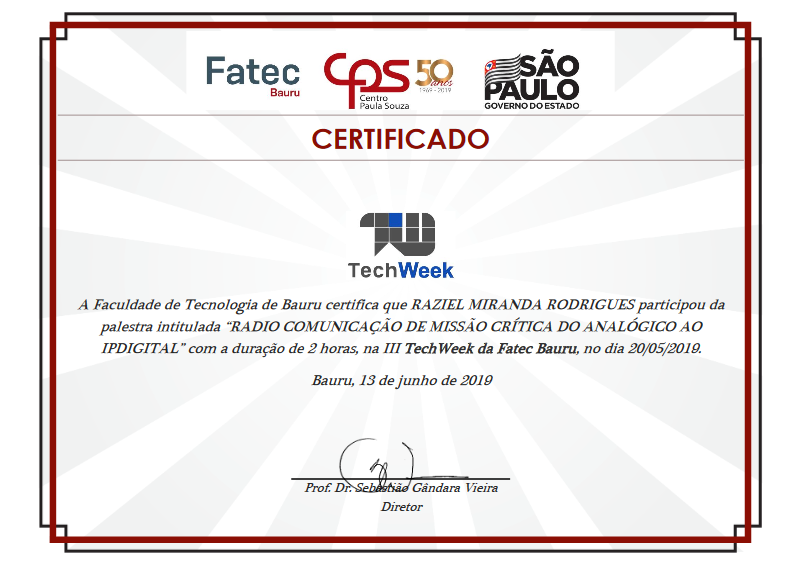 Fatec
Bauru
CPS
Centro
Paula Souza
50
anos
1969 - 2019
SÃO
PAULO
GOVERNO DO ESTADO
CERTIFICADO
TechWeek
A Faculdade de Tecnologia de Bauru certifica que RAZIEL MIRANDA RODRIGUES participou da
palestra intitulada “RADIO COMUNICAÇÃO DE MISSÃO CRÍTICA DO ANALÓGICO AO
IPDIGITAL” com a duração de 2 horas, na III TechWeek da Fatec Bauru, no dia 20/05/2019.
Bauru, 13 de junho de 2019
Prof. Dr. Sebastião Gândara Vieira
Diretor